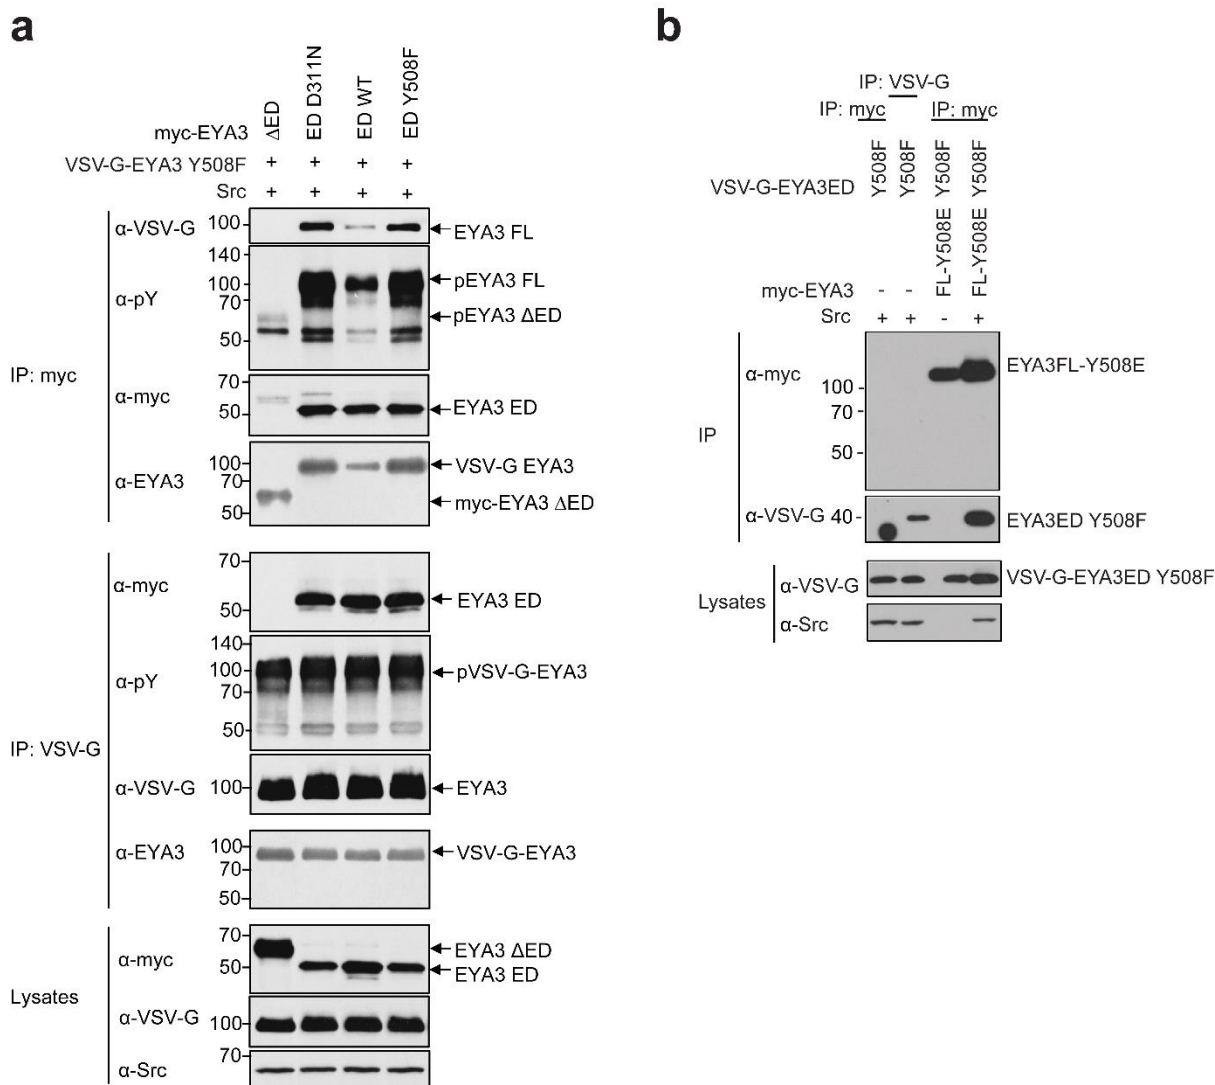 a
myc-EYA3 ΔED ED D311N ED WT ED Y508F
VSV-G-EYA3 Y508F + + + +
Src + + + +
IP: myc
α-VSV-G 100 EYA3 FL
α-pY 140 100 70 50 pEYA3 FL pEYA3 ΔED
α-myc 70 50 EYA3 ED
α-EYA3 100 70 50 VSV-G EYA3 myc-EYA3 ΔED
IP: VSV-G
α-myc 70 50 EYA3 ED
α-pY 140 100 70 50 pVSV-G-EYA3
α-VSV-G 100 EYA3
α-EYA3 100 70 50 VSV-G-EYA3
Lysates
α-myc 70 50 EYA3 ΔED EYA3 ED
α-VSV-G 100
α-Src 70
b
IP: VSV-G
IP: myc IP: myc
VSV-G-EYA3ED Y508F Y508F Y508F Y508F
myc-EYA3 - - FL-Y508E FL-Y508E
Src + + - +
IP
α-myc 100 70 50 EYA3FL-Y508E
α-VSV-G 40 EYA3ED Y508F
Lysates
α-VSV-G VSV-G-EYA3ED Y508F
α-Src